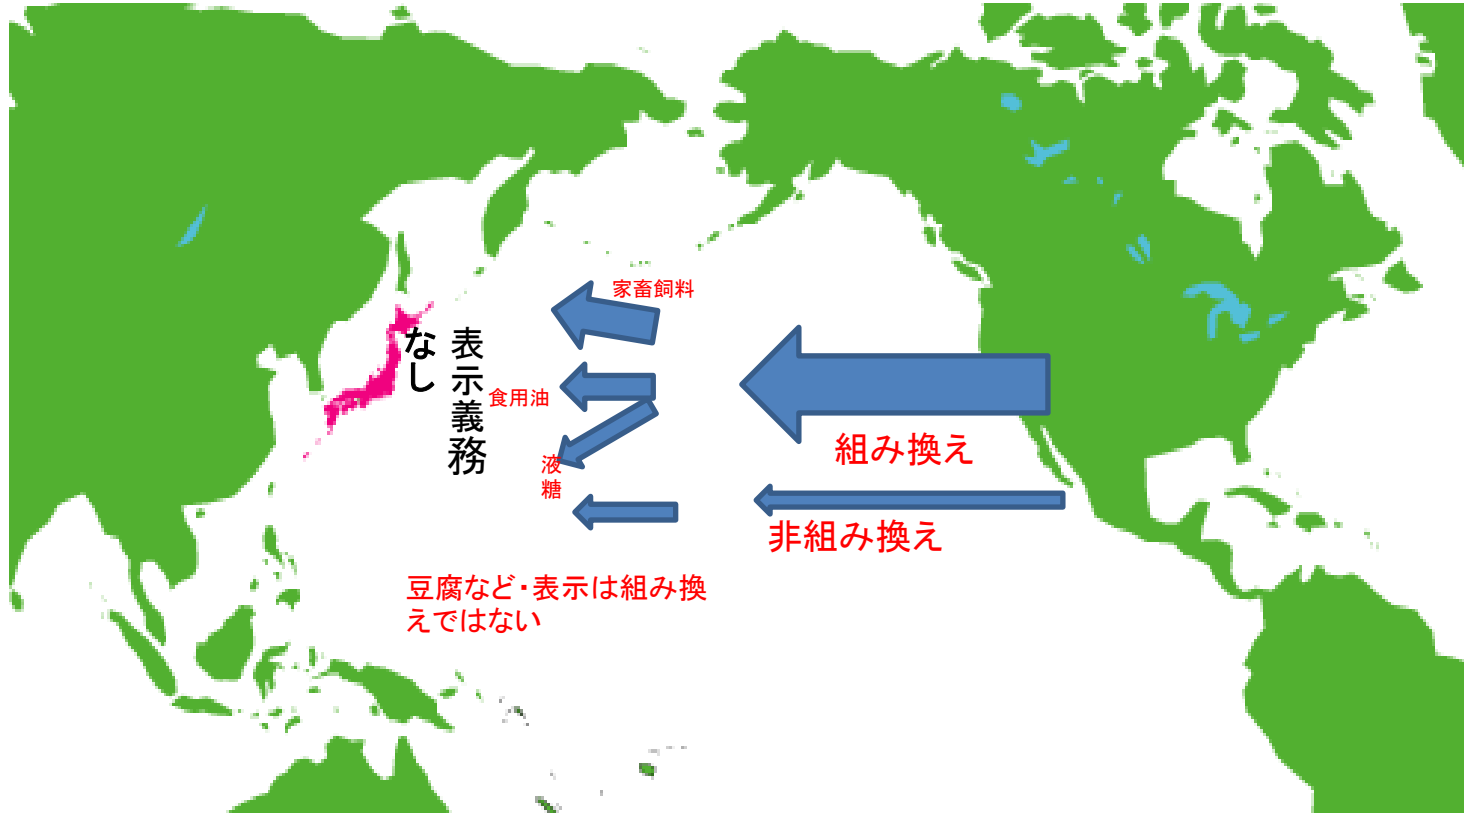 家畜飼料
表示義務
なし
食用油
液糖
組み換え
非組み換え
豆腐など・表示は組み換
えではない